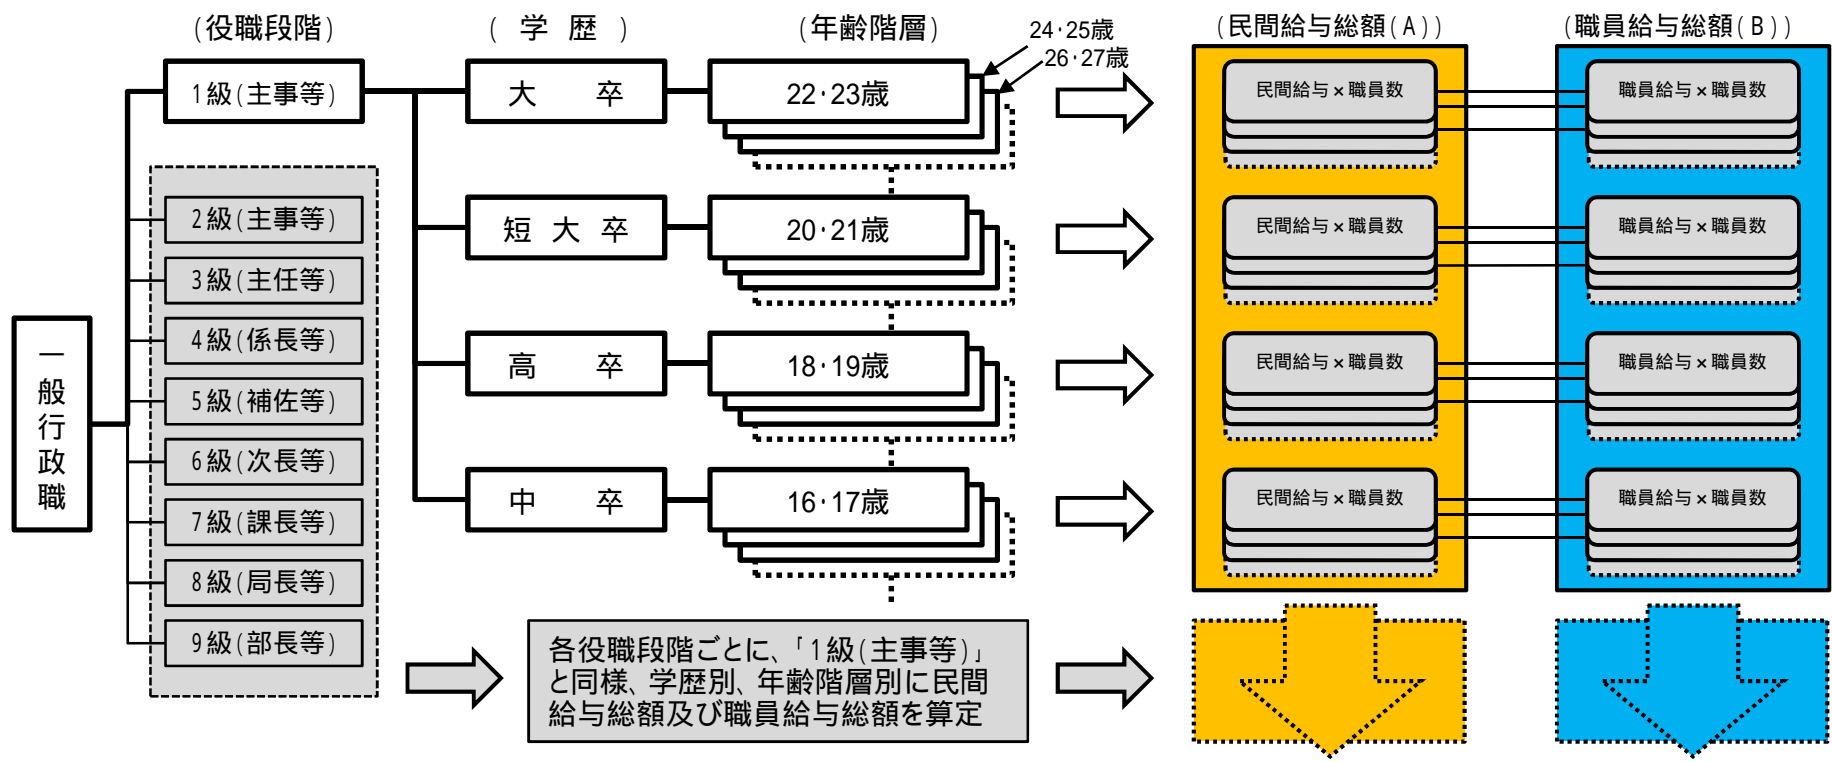 (役職段階)
(学歴)
(年齢階層)
24・25歳
26・27歳
(民間給与総額(A))
(職員給与総額(B))
一般行政職
1級(主事等)
2級(主事等)
3級(主任等)
4級(係長等)
5級(補佐等)
6級(次長等)
7級(課長等)
8級(局長等)
9級(部長等)
大卒
22・23歳
民間給与×職員数
職員給与×職員数
短大卒
20・21歳
民間給与×職員数
職員給与×職員数
高卒
18・19歳
民間給与×職員数
職員給与×職員数
中卒
16・17歳
民間給与×職員数
職員給与×職員数
各役職段階ごとに、「1級(主事等)」
と同様、学歴別、年齢階層別に民間
給与総額及び職員給与総額を算定